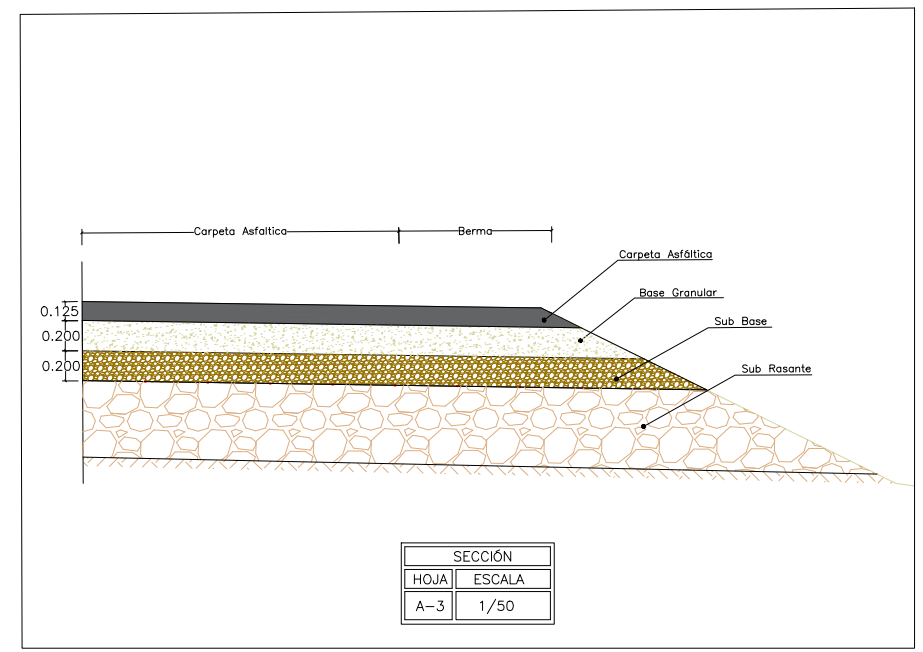 Carpeta Asfaltica
Berma
Carpeta Asfáltica
Base Granular
Sub Base
Sub Rasante
0.125
0.200
0.200
SECCIÓN
HOJA ESCALA
A-3 1/50